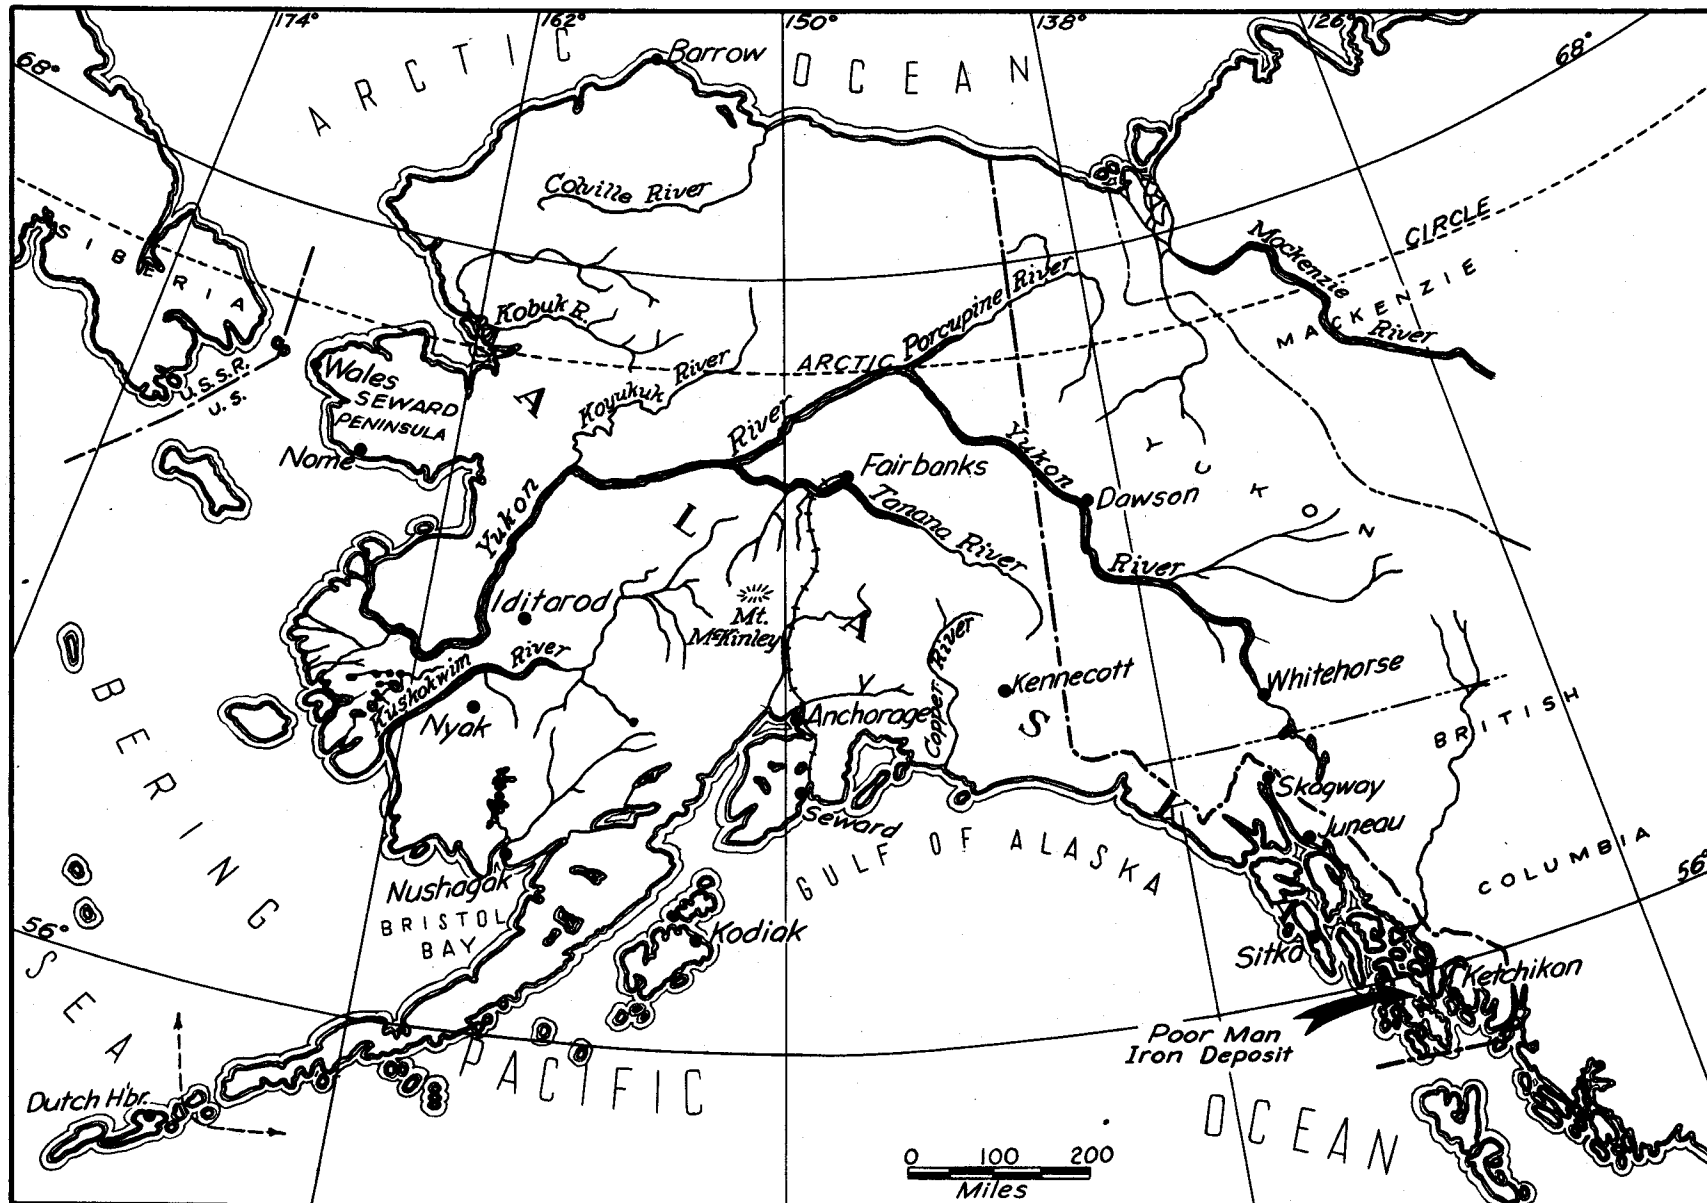 174°
162°
150°
138°
126°
68°
68°
ARCTIC OCEAN
Barrow
Colville River
SIBERIA
Kobuk R.
Koyukuk River
Porcupine River
Mackenzie River
ARCTIC CIRCLE
MACKENZIE
U.S.S.R.
U.S.
Wales
SEWARD
PENINSULA
Nome
ALASKA
Yukon River
Yukon River
YUKON
Fairbanks
Tanana River
Dawson
Iditarod
Mt.
McKinley
Kuskokwim River
Nyak
Copper River
Kennecott
Whitehorse
Anchorage
BRITISH
COLUMBIA
Skagway
Juneau
Seward
GULF OF ALASKA
BERING SEA
Nushagak
BRISTOL
BAY
Kodiak
Sitka
Ketchikan
56°
56°
Poor Man
Iron Deposit
Dutch Hbr.
PACIFIC OCEAN
0 100 200
Miles